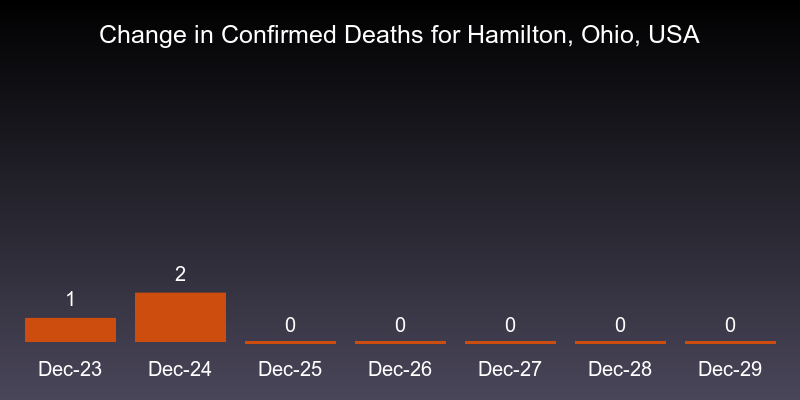 Change in Confirmed Deaths for Hamilton, Ohio, USA
1 2 0 0 0 0 0
Dec-23 Dec-24 Dec-25 Dec-26 Dec-27 Dec-28 Dec-29